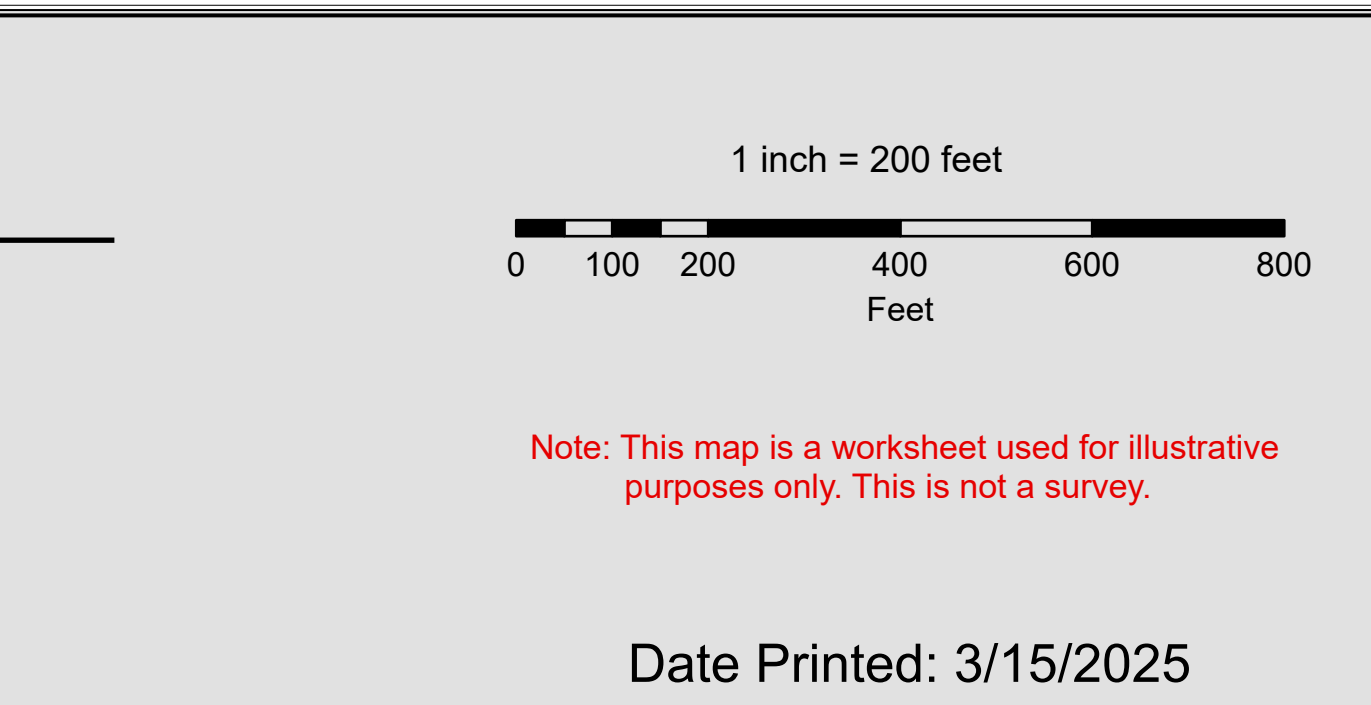 1 inch = 200 feet
0 100 200 400 600 800
Feet
Note: This map is a worksheet used for illustrative
purposes only. This is not a survey.
Date Printed: 3/15/2025